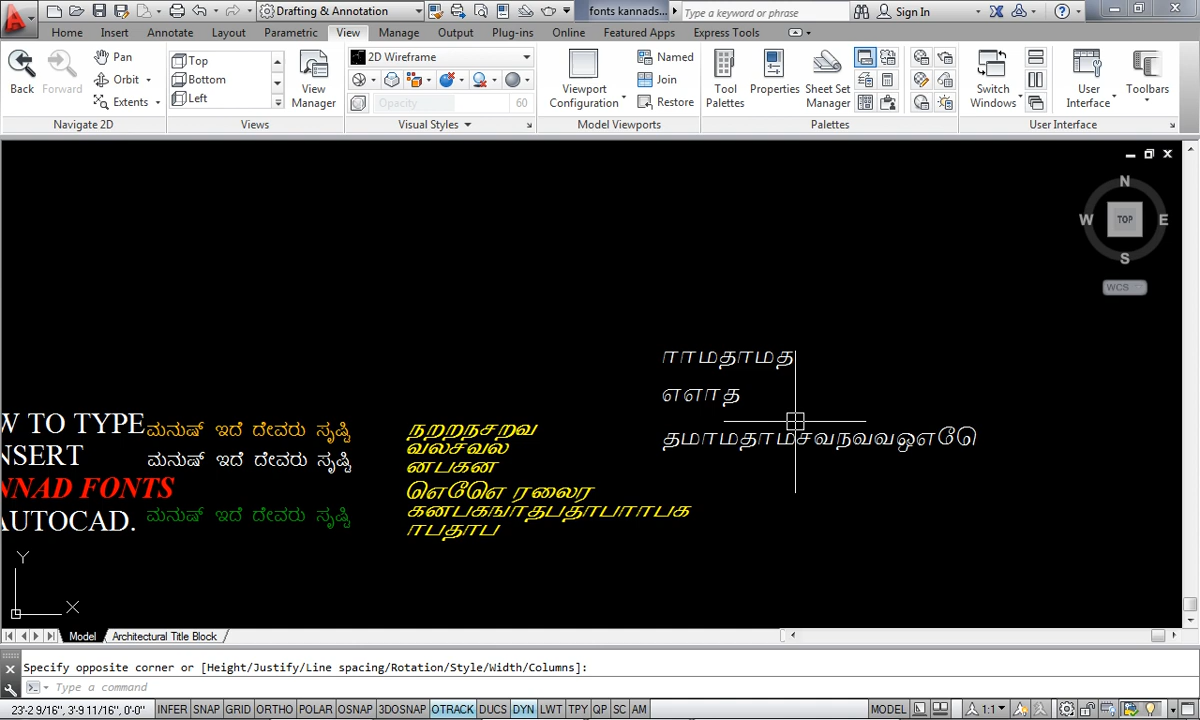 Drafting & Annotation
fonts kannads...
Type a keyword or phrase
Sign In
Home Insert Annotate Layout Parametric View Manage Output Plug-ins Online Featured Apps Express Tools
Back
Forward
Pan
Orbit
Extents
Navigate 2D
Top
Bottom
Left
View Manager
Views
2D Wireframe
Opacity 60
Visual Styles
Viewport Configuration
Named
Join
Restore
Model Viewports
Tool Palettes
Properties
Sheet Set Manager
Palettes
Switch Windows
User Interface
Toolbars
User Interface
N
W TOP E
S
WCS
W TO TYPE
NSERT
NNAD FONTS
AUTOCAD.
ಮನುಷ್ ಇದೆ ದೇವರು ಸೃಷ್ಟಿ
ಮನುಷ್ ಇದೆ ದೇವರು ಸೃಷ್ಟಿ
ಮನುಷ್ ಇದೆ ದೇವರು ಸೃಷ್ಟಿ
நறறநசறவ
வலசவல
னபகன
கனபகஙாதபதாபாாபக
ாபதாப
ாாமதாமத
எளாத
Y
X
Model Architectural Title Block
Specify opposite corner or [Height/Justify/Line spacing/Rotation/Style/Width/Columns]:
Type a command
23'-2 9/16", 3'-9 11/16", 0'-0" INFER SNAP GRID ORTHO POLAR OSNAP 3DOSNAP OTRACK DUCS DYN LWT TPY QP SC AM MODEL 1:1